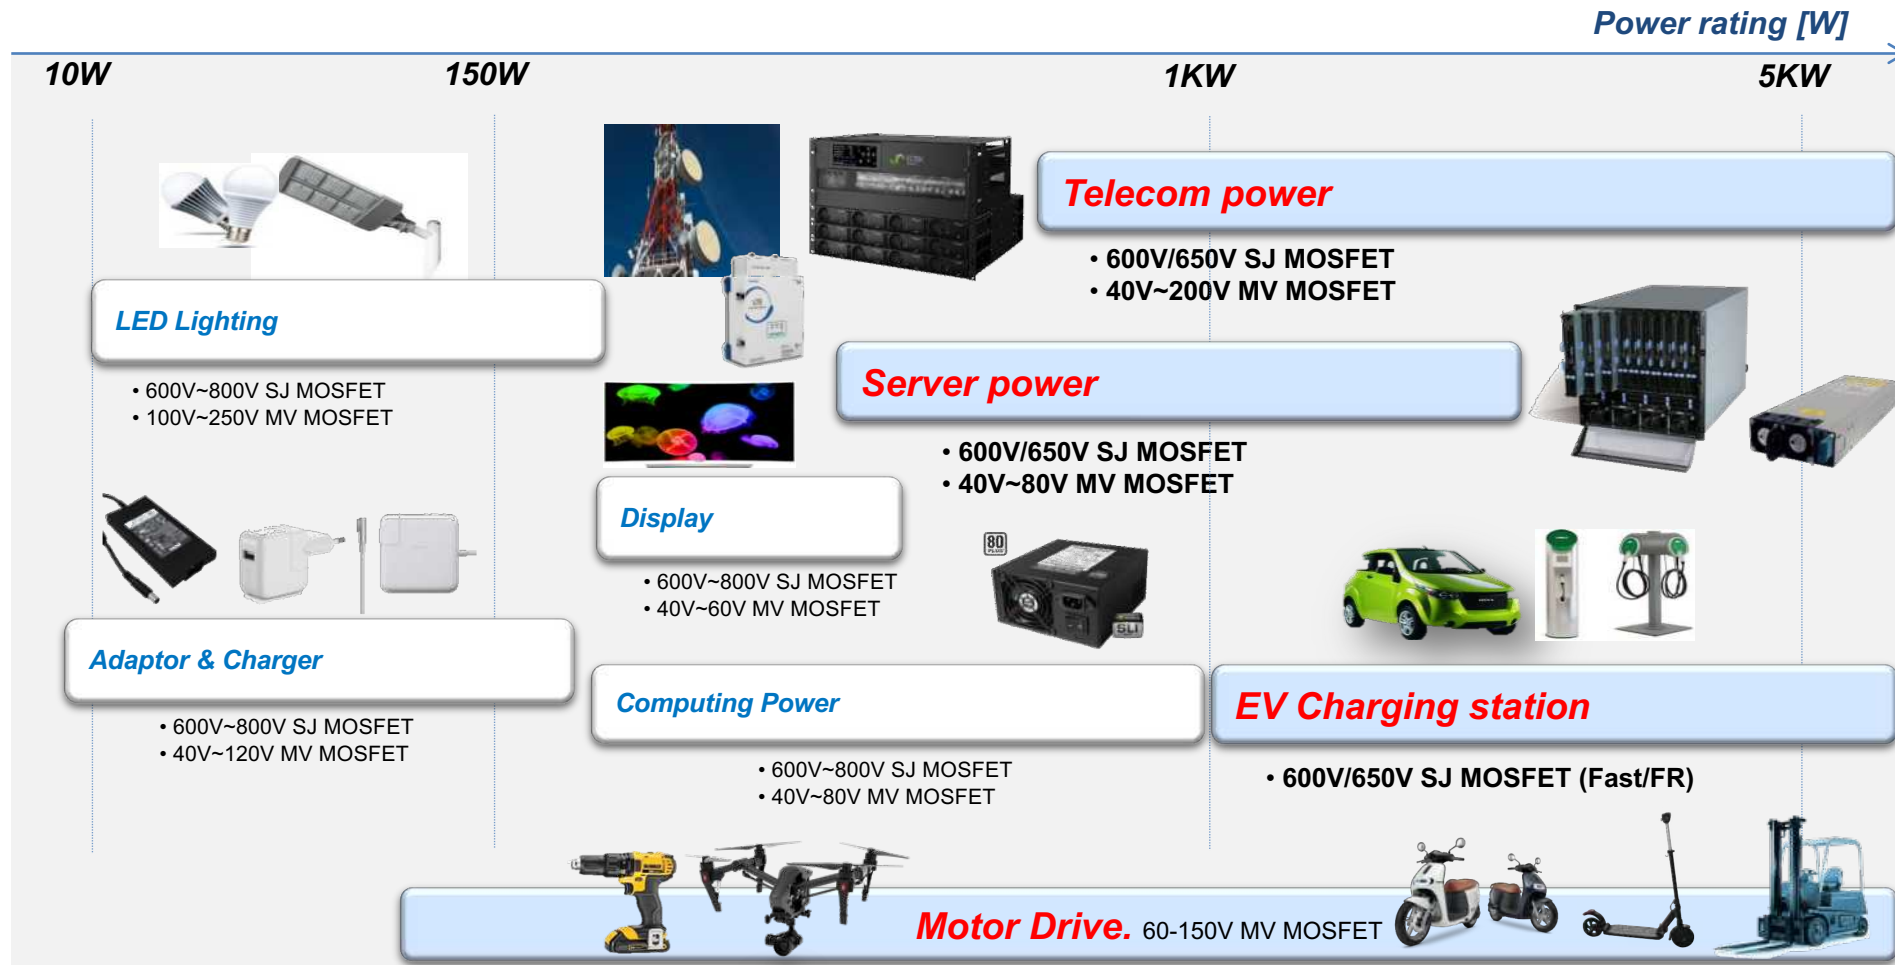 Power rating [W]
10W
150W
1KW
5KW
Telecom power
• 600V/650V SJ MOSFET
• 40V~200V MV MOSFET
LED Lighting
• 600V~800V SJ MOSFET
• 100V~250V MV MOSFET
Server power
• 600V/650V SJ MOSFET
• 40V~80V MV MOSFET
Display
• 600V~800V SJ MOSFET
• 40V~60V MV MOSFET
80
PLUS
SLI
Adaptor & Charger
• 600V~800V SJ MOSFET
• 40V~120V MV MOSFET
Computing Power
• 600V~800V SJ MOSFET
• 40V~80V MV MOSFET
EV Charging station
• 600V/650V SJ MOSFET (Fast/FR)
Motor Drive. 60-150V MV MOSFET